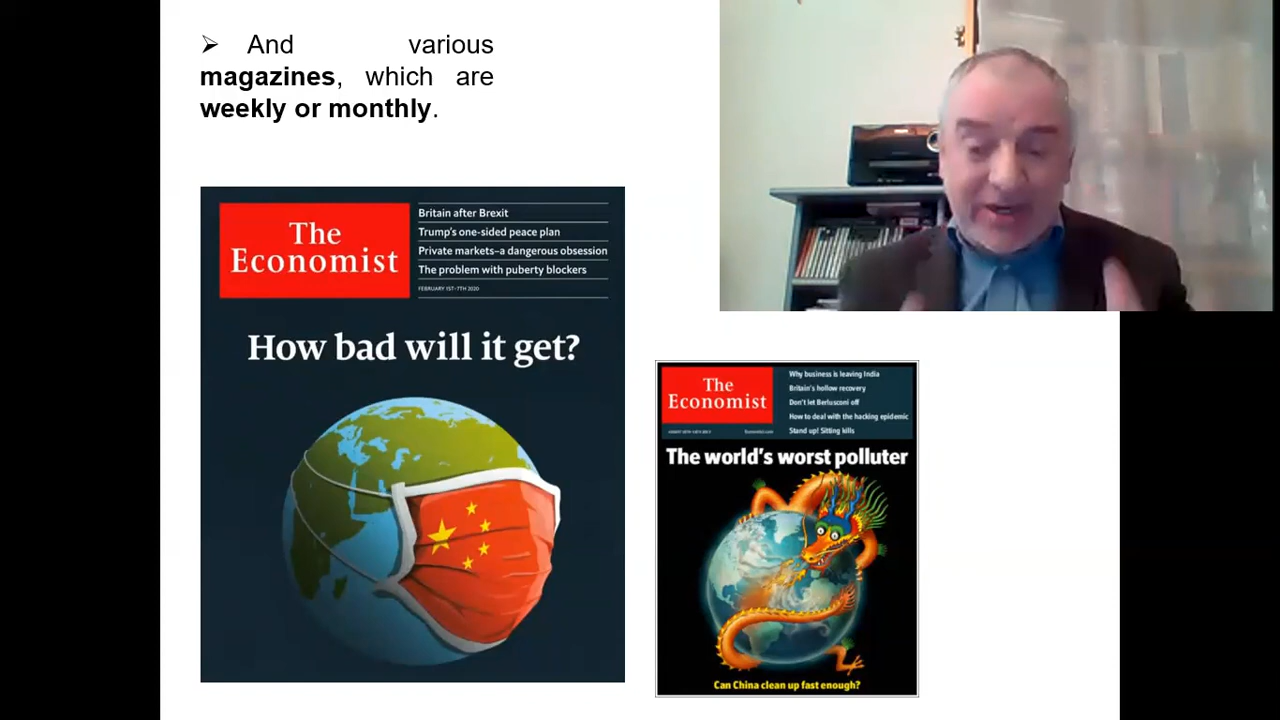 ➢ And various
magazines, which are
weekly or monthly.
The
Economist
Britain after Brexit
Trump's one-sided peace plan
Private markets–a dangerous obsession
The problem with puberty blockers
FEBRUARY 1ST–7TH 2020
How bad will it get?
The
Economist
Why business is leaving India
Britain's hollow recovery
Don't let Berlusconi off
How to deal with the hacking epidemic
Stand up! Sitting kills
Economist.com
The world's worst polluter
Can China clean up fast enough?